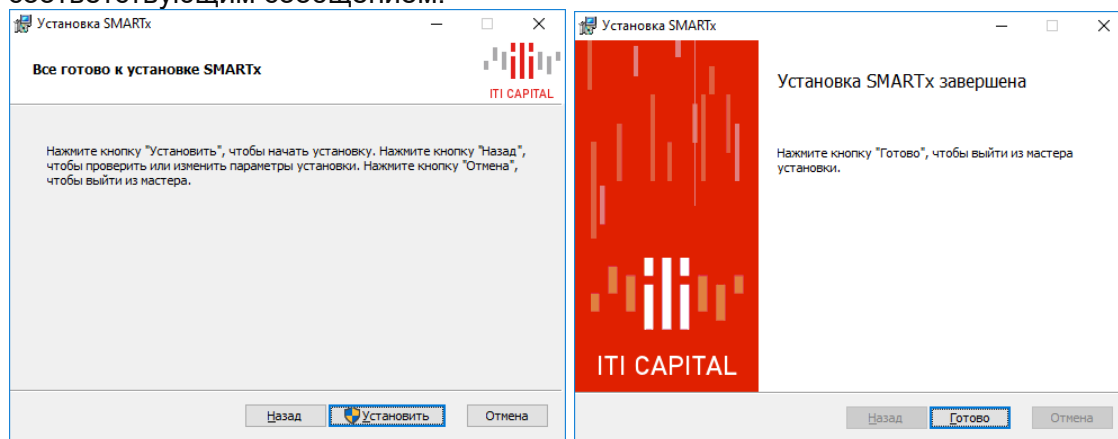 соответствующим сообщением.
Установка SMARTx
Все готово к установке SMARTx
ITI CAPITAL
Нажмите кнопку "Установить", чтобы начать установку. Нажмите кнопку "Назад",
чтобы проверить или изменить параметры установки. Нажмите кнопку "Отмена",
чтобы выйти из мастера.
Назад
Установить
Отмена
Установка SMARTx
Установка SMARTx завершена
Нажмите кнопку "Готово", чтобы выйти из мастера
установки.
ITI CAPITAL
Назад
Готово
Отмена